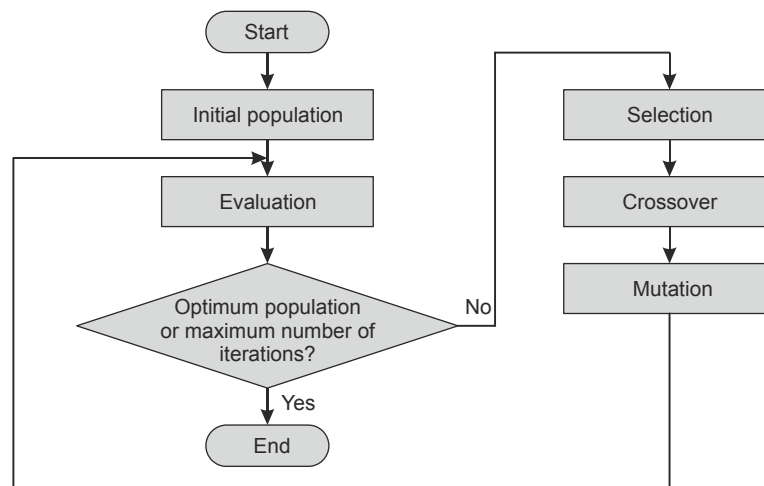 Start
Initial population
Evaluation
Optimum population
or maximum number of
iterations?
No
Yes
End
Selection
Crossover
Mutation